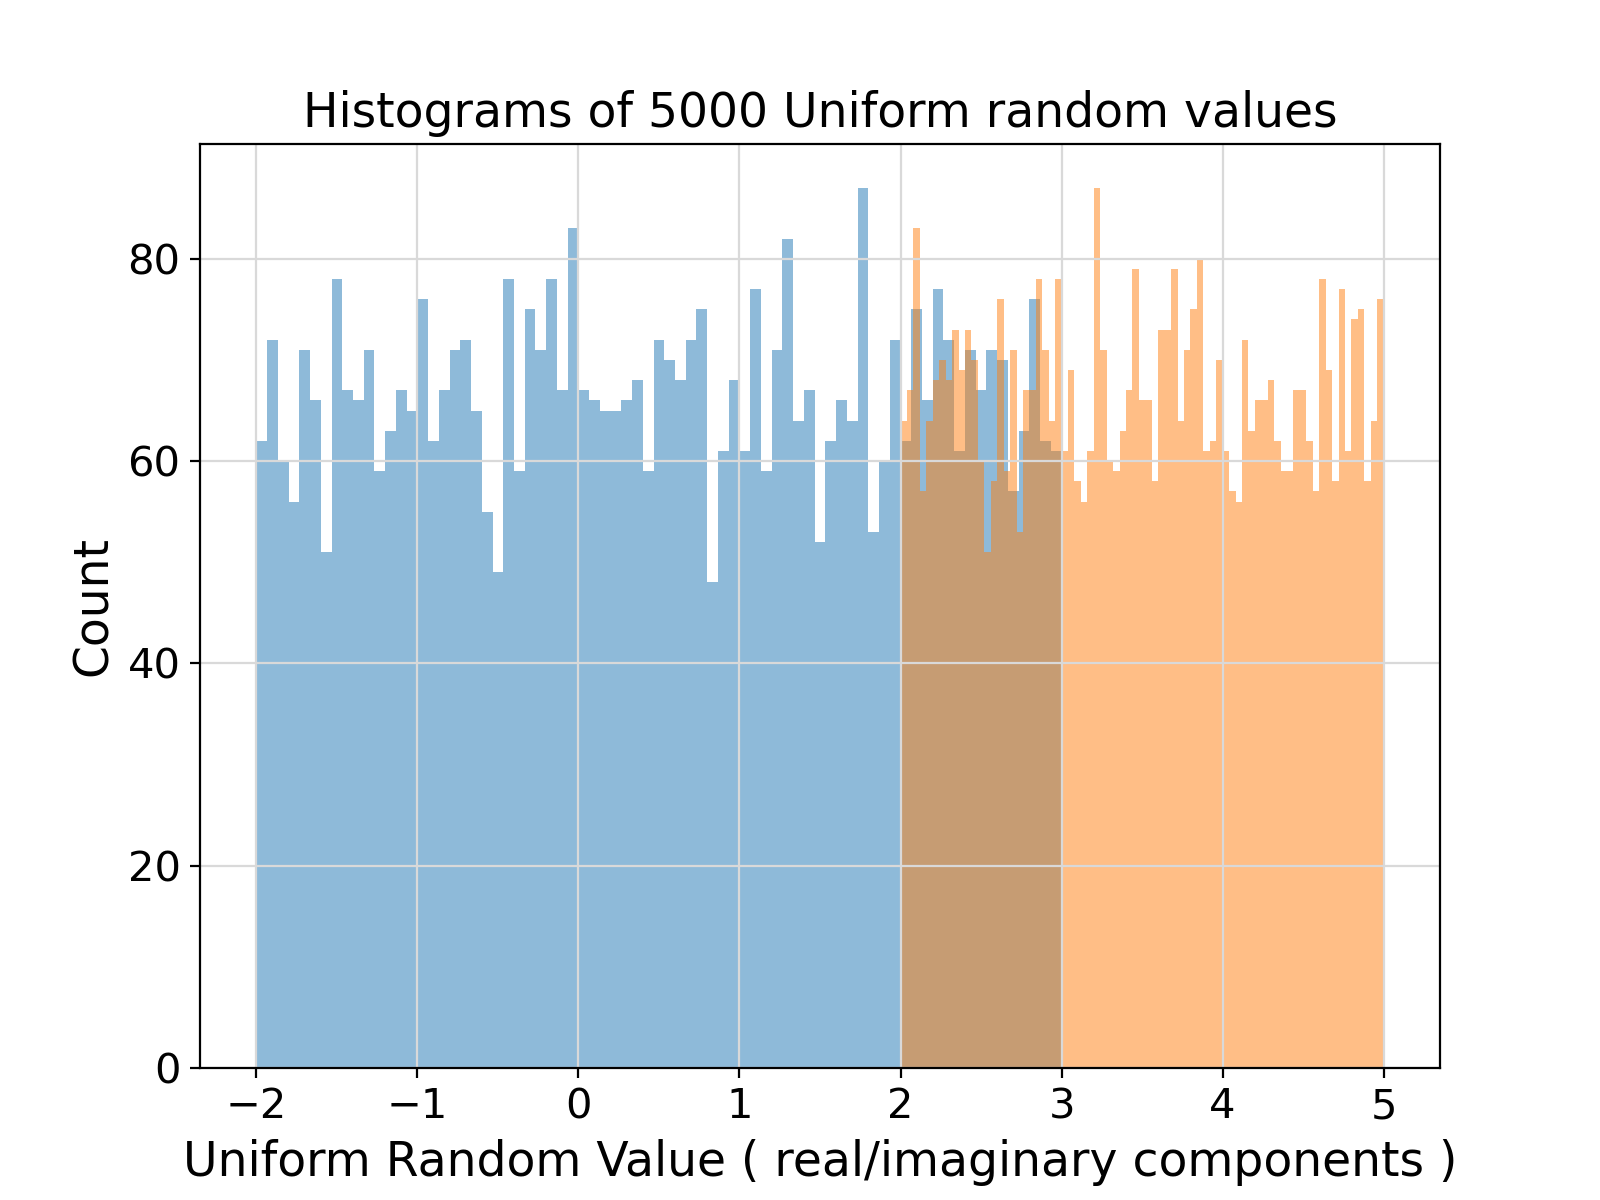 Histograms of 5000 Uniform random values
80
60
40
20
0
Count
−2 −1 0 1 2 3 4 5
Uniform Random Value ( real/imaginary components )